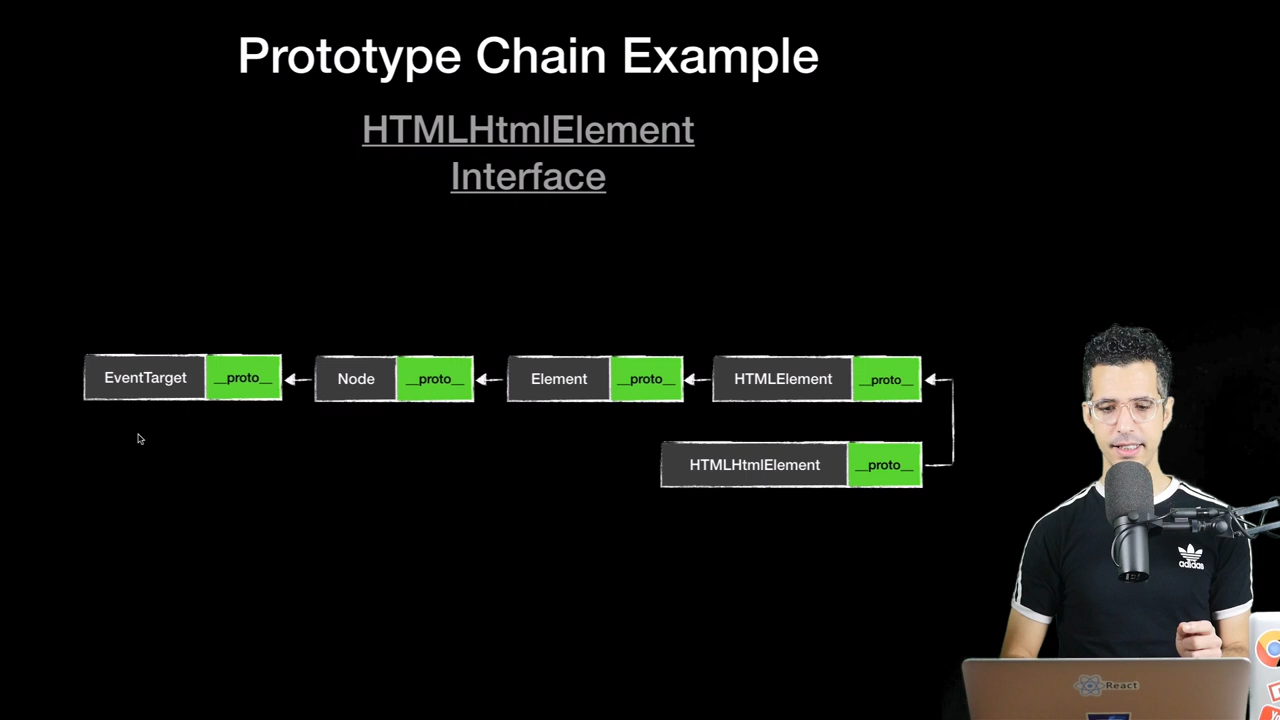 Prototype Chain Example
HTMLHtmlElement
Interface
EventTarget __proto__ Node __proto__ Element __proto__ HTMLElement __proto__
HTMLHtmlElement __proto__
adidas
React